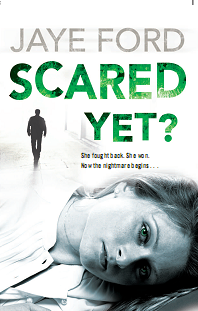 JAYE FORD
SCARED
YET?
She fought back. She won.
Now the nightmare begins . . .